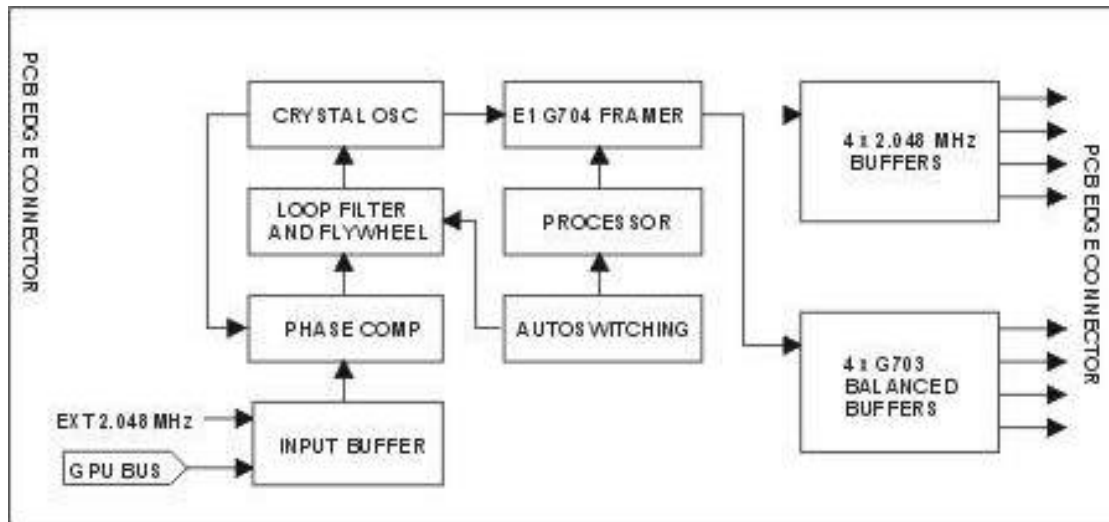 PCB EDGE CONNECTOR
CRYSTAL OSC
E1 G704 FRAMER
4 x 2.048 MHz
BUFFERS
LOOP FILTER
AND FLYWHEEL
PROCESSOR
PHASE COMP
AUTOSWITCHING
4 x G703
BALANCED
BUFFERS
EXT 2.048 MHz
GPU BUS
INPUT BUFFER
PCB EDGE CONNECTOR